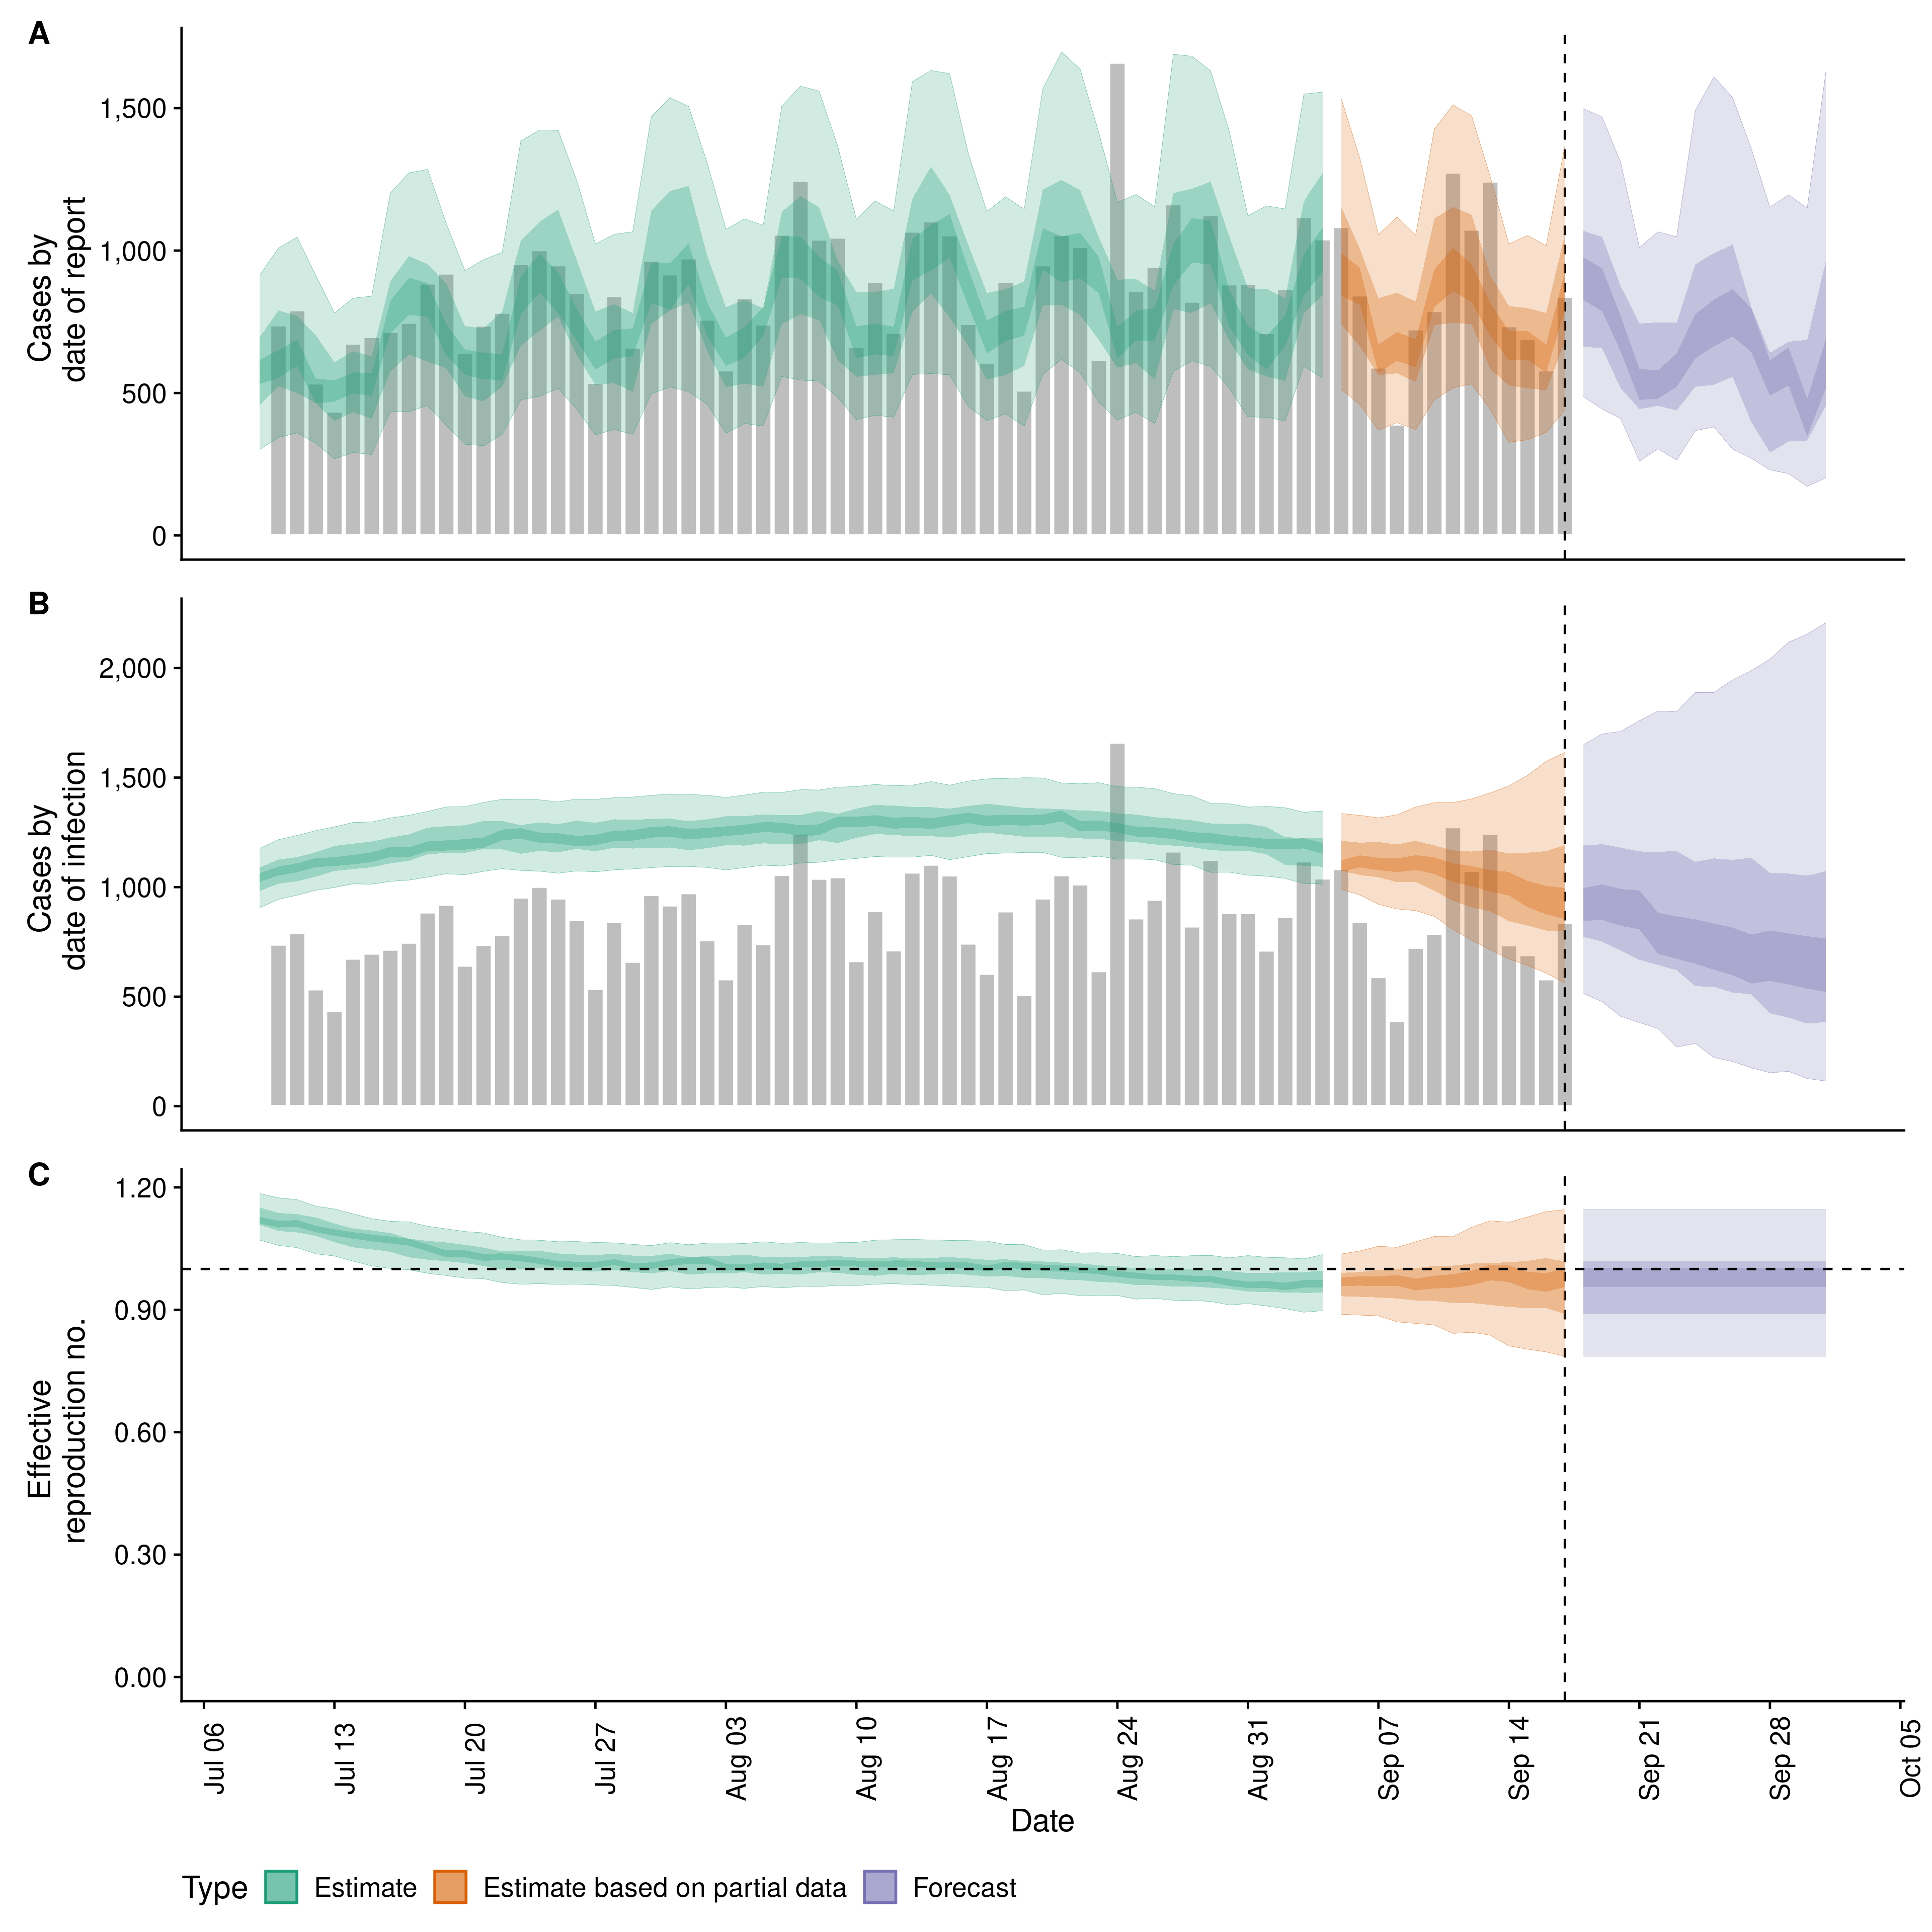 A
Cases by
date of report
1,500
1,000
500
0
B
Cases by
date of infection
2,000
1,500
1,000
500
0
C
Effective
reproduction no.
1.20
0.90
0.60
0.30
0.00
Jul 06
Jul 13
Jul 20
Jul 27
Aug 03
Aug 10
Aug 17
Aug 24
Aug 31
Sep 07
Sep 14
Sep 21
Sep 28
Oct 05
Date
Type
Estimate
Estimate based on partial data
Forecast